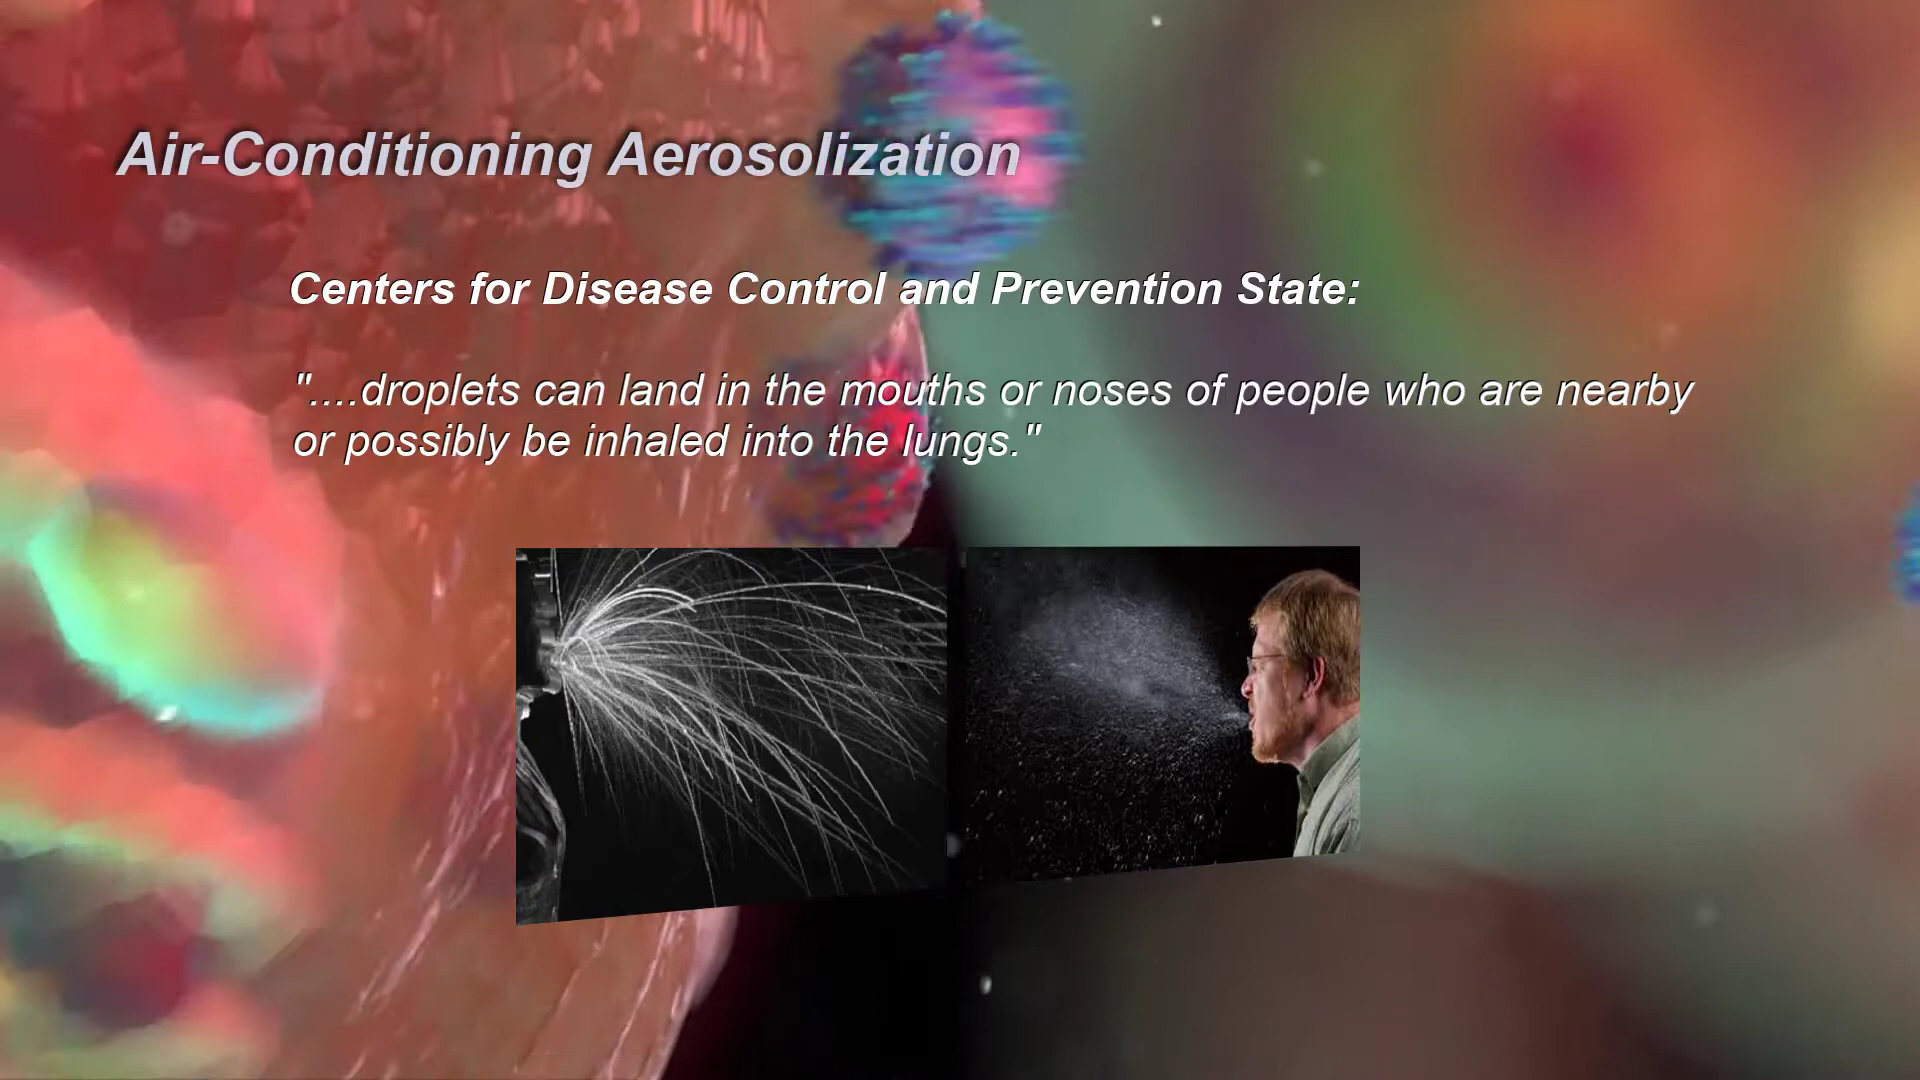 Air-Conditioning Aerosolization
Centers for Disease Control and Prevention State:
"....droplets can land in the mouths or noses of people who are nearby
or possibly be inhaled into the lungs."